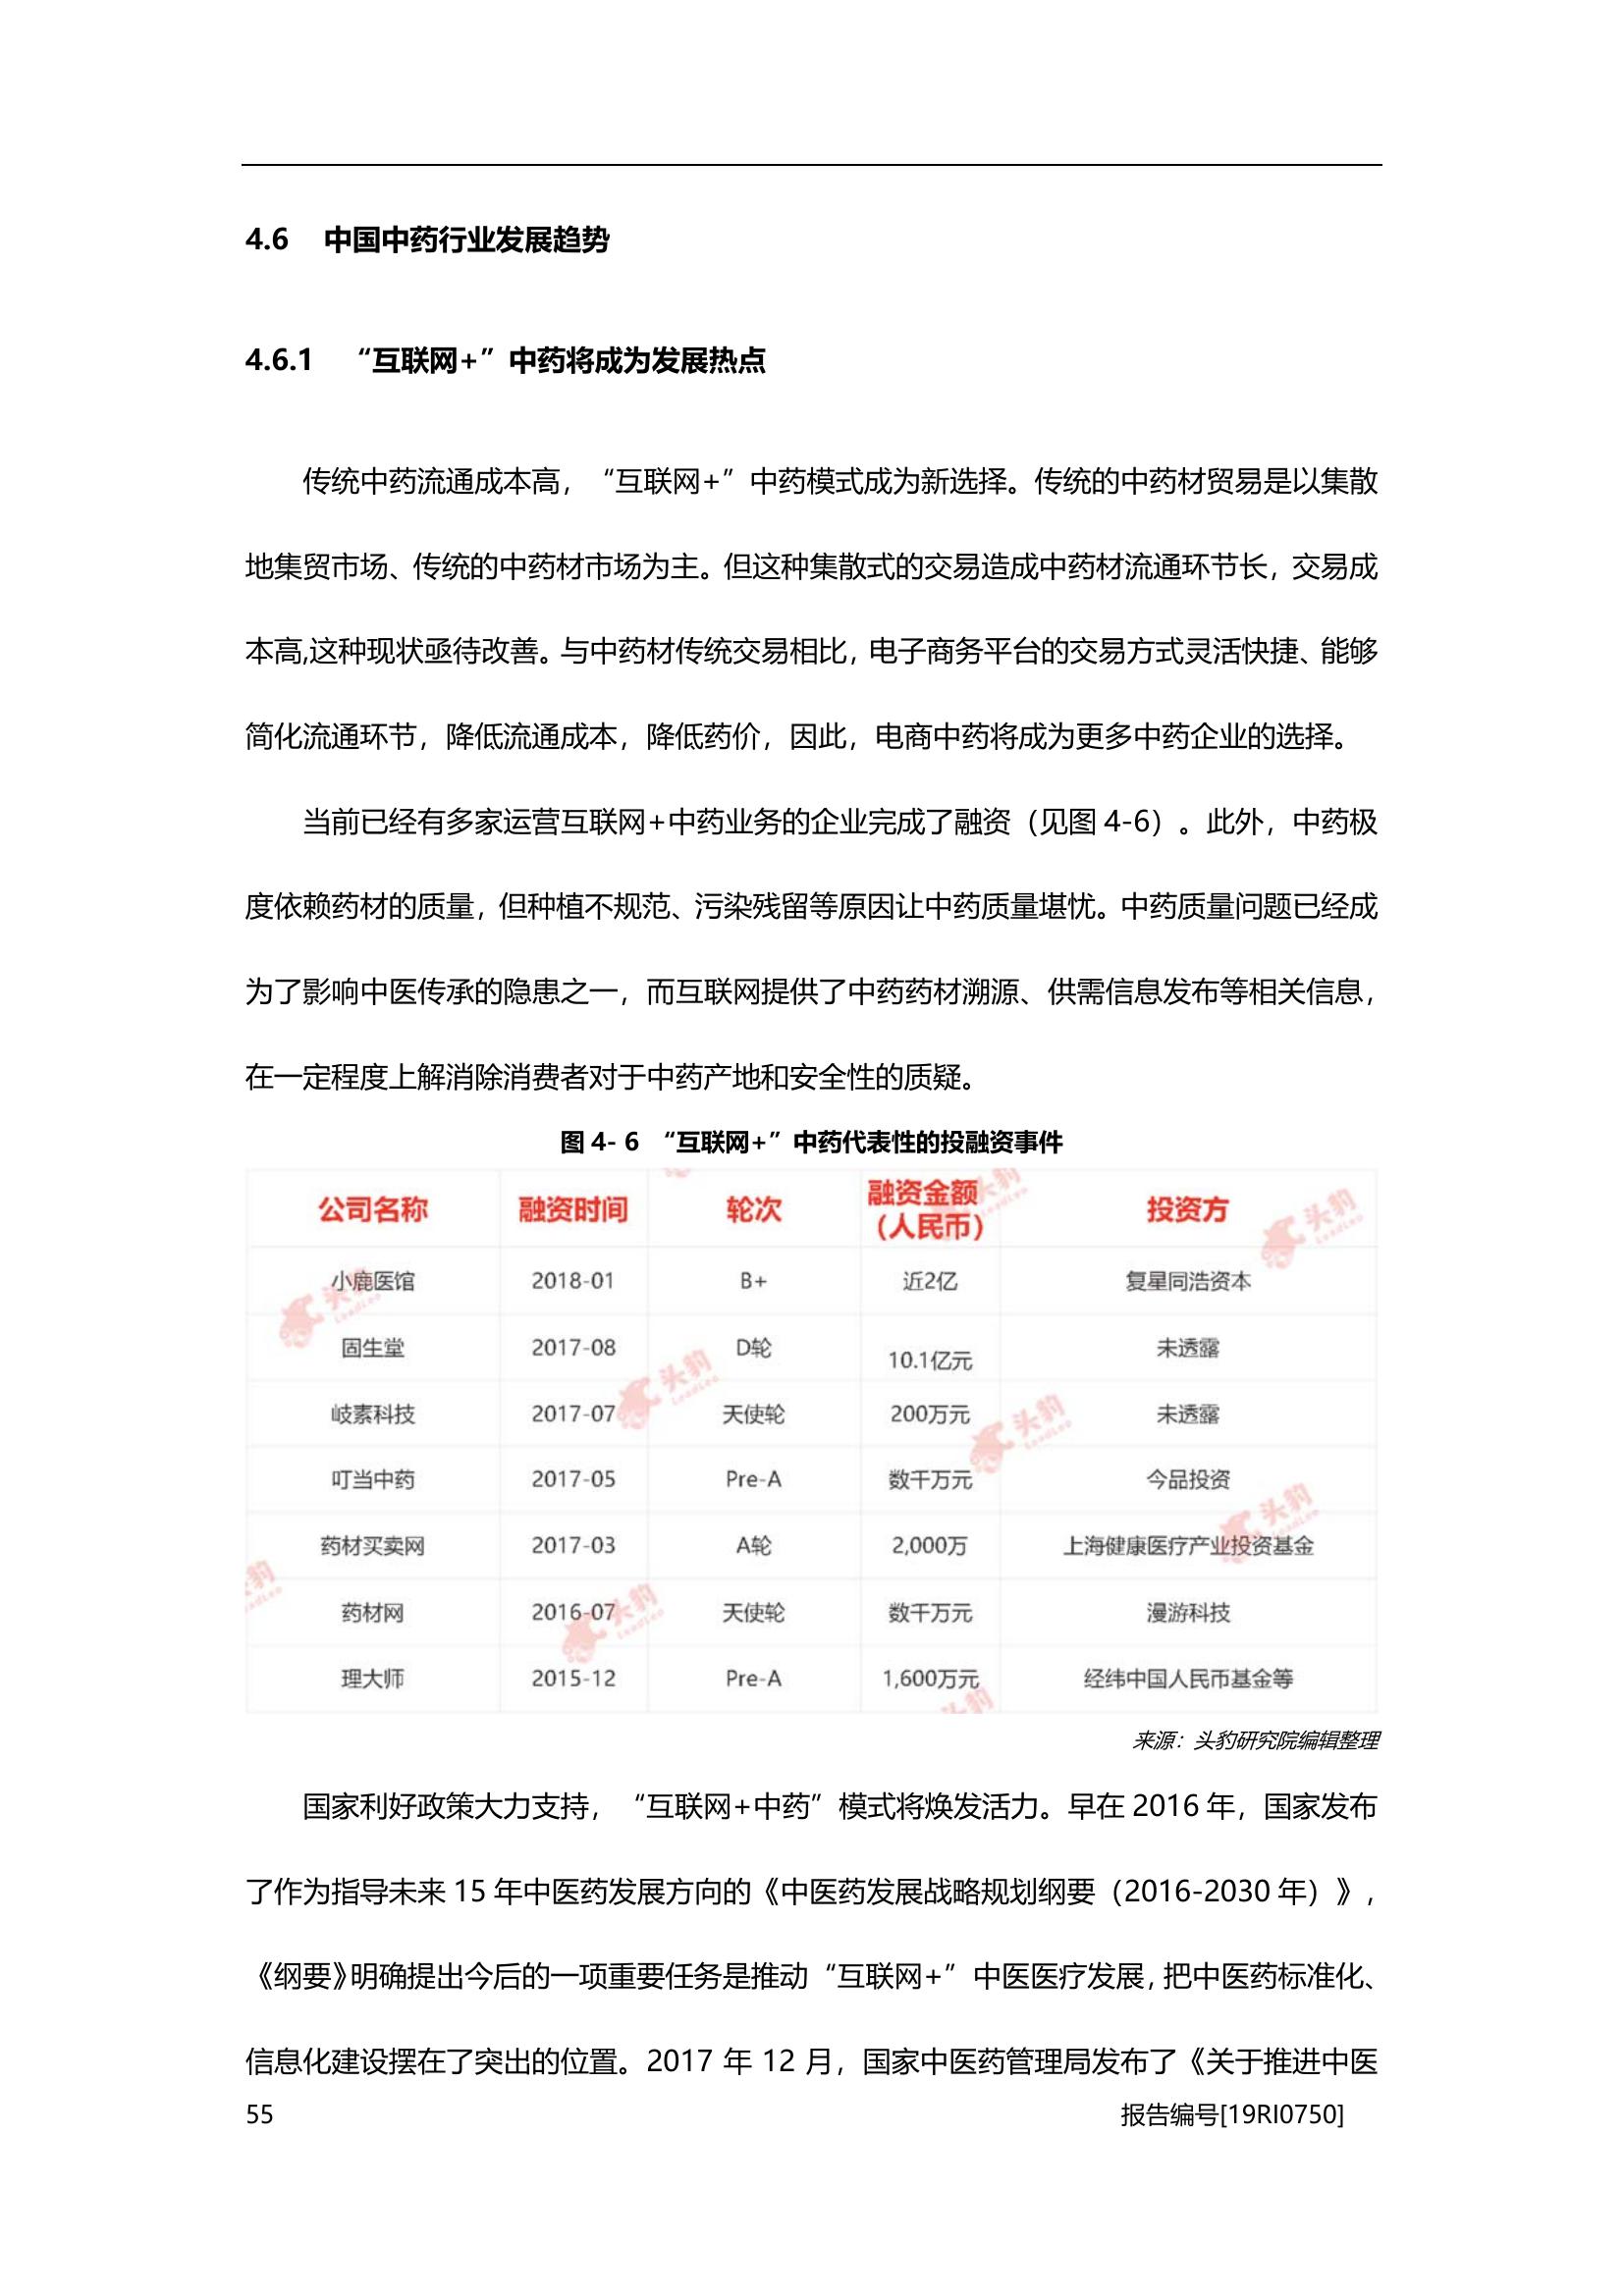 4.6 中国中药行业发展趋势
4.6.1 “互联网+”中药将成为发展热点
传统中药流通成本高，“互联网+”中药模式成为新选择。传统的中药材贸易是以集散
地集贸市场、传统的中药材市场为主。但这种集散式的交易造成中药材流通环节长，交易成
本高,这种现状亟待改善。与中药材传统交易相比，电子商务平台的交易方式灵活快捷、能够
简化流通环节，降低流通成本，降低药价，因此，电商中药将成为更多中药企业的选择。
当前已经有多家运营互联网+中药业务的企业完成了融资（见图 4-6）。此外，中药极
度依赖药材的质量，但种植不规范、污染残留等原因让中药质量堪忧。中药质量问题已经成
为了影响中医传承的隐患之一，而互联网提供了中药药材溯源、供需信息发布等相关信息，
在一定程度上解消除消费者对于中药产地和安全性的质疑。
图 4- 6 “互联网+”中药代表性的投融资事件
公司名称 融资时间 轮次 融资金额（人民币） 投资方
小鹿医馆 2018-01 B+ 近2亿 复星同浩资本
固生堂 2017-08 D轮 10.1亿元 未透露
岐素科技 2017-07 天使轮 200万元 未透露
叮当中药 2017-05 Pre-A 数千万元 今品投资
药材买卖网 2017-03 A轮 2,000万 上海健康医疗产业投资基金
药材网 2016-07 天使轮 数千万元 漫游科技
理大师 2015-12 Pre-A 1,600万元 经纬中国人民币基金等
来源：头豹研究院编辑整理
国家利好政策大力支持，“互联网+中药”模式将焕发活力。早在 2016 年，国家发布
了作为指导未来 15 年中医药发展方向的《中医药发展战略规划纲要（2016-2030 年）》，
《纲要》明确提出今后的一项重要任务是推动“互联网+”中医医疗发展，把中医药标准化、
信息化建设摆在了突出的位置。2017 年 12 月，国家中医药管理局发布了《关于推进中医
55 报告编号[19RI0750]